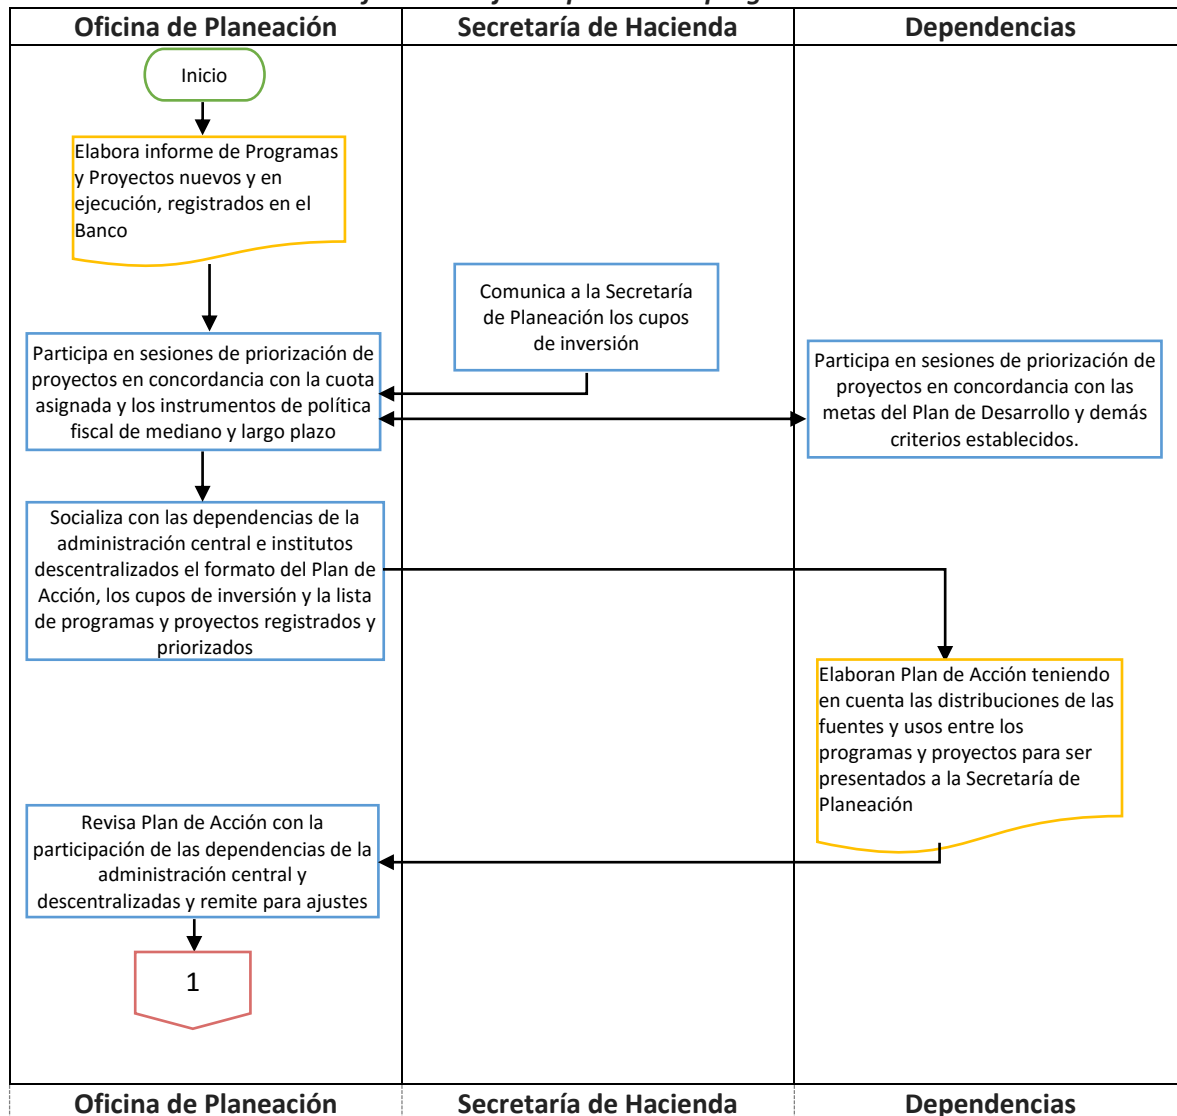 Oficina de Planeación
Secretaría de Hacienda
Dependencias
Inicio
Elabora informe de Programas
y Proyectos nuevos y en
ejecución, registrados en el
Banco
Comunica a la Secretaría
de Planeación los cupos
de inversión
Participa en sesiones de priorización de
proyectos en concordancia con la cuota
asignada y los instrumentos de política
fiscal de mediano y largo plazo
Participa en sesiones de priorización de
proyectos en concordancia con las
metas del Plan de Desarrollo y demás
criterios establecidos.
Socializa con las dependencias de la
administración central e institutos
descentralizados el formato del Plan de
Acción, los cupos de inversión y la lista
de programas y proyectos registrados y
priorizados
Elaboran Plan de Acción teniendo
en cuenta las distribuciones de las
fuentes y usos entre los
programas y proyectos para ser
presentados a la Secretaría de
Planeación
Revisa Plan de Acción con la
participación de las dependencias de la
administración central y
descentralizadas y remite para ajustes
1
Oficina de Planeación
Secretaría de Hacienda
Dependencias